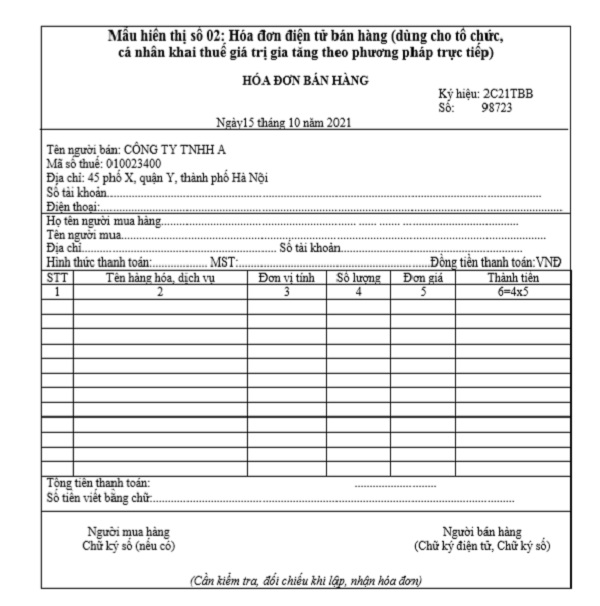 Mẫu hiển thị số 02: Hóa đơn điện tử bán hàng (dùng cho tổ chức,
cá nhân khai thuế giá trị gia tăng theo phương pháp trực tiếp)
HÓA ĐƠN BÁN HÀNG
Ký hiệu: 2C21TBB
Số: 98723
Ngày15 tháng 10 năm 2021
Tên người bán: CÔNG TY TNHH A
Mã số thuế: 010023400
Địa chỉ: 45 phố X, quận Y, thành phố Hà Nội
Số tài khoản..............................
Điện thoại:..............................
Họ tên người mua hàng..............................
Tên người mua..............................
Địa chỉ.............................. Số tài khoản..............................
Hình thức thanh toán:................. MST:..............................Đồng tiền thanh toán:VNĐ
STT Tên hàng hóa, dịch vụ Đơn vị tính Số lượng Đơn giá Thành tiền
1 2 3 4 5 6=4x5
Tổng tiền thanh toán: ..............................
Số tiền viết bằng chữ:..............................
Người mua hàng Người bán hàng
Chữ ký số (nếu có) (Chữ ký điện tử, Chữ ký số)
(Cần kiểm tra, đối chiếu khi lập, nhận hóa đơn)